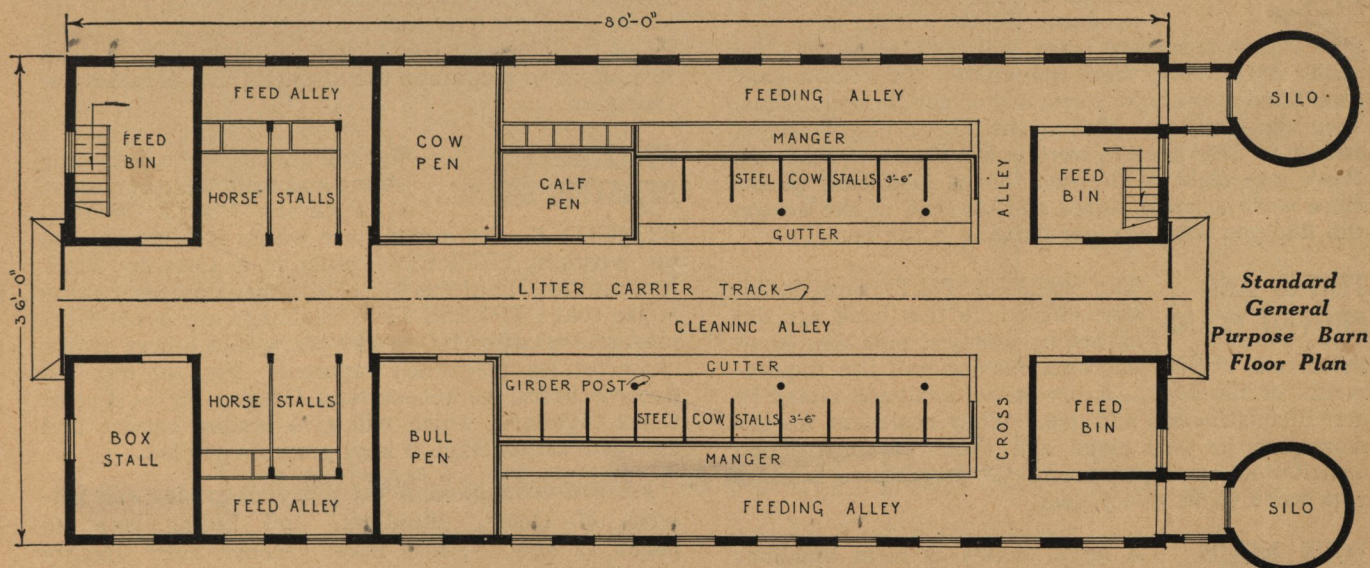 80'-0"
FEED ALLEY
FEEDING ALLEY
SILO
FEED
BIN
COW
PEN
MANGER
CALF
PEN
STEEL COW STALLS 3'-6"
ALLEY
FEED
BIN
HORSE STALLS
GUTTER
36'-0"
LITTER CARRIER TRACK
CLEANING ALLEY
Standard
General
Purpose Barn
Floor Plan
GUTTER
GIRDER POST
HORSE STALLS
STEEL COW STALLS 3'-6"
CROSS
FEED
BIN
BOX
STALL
BULL
PEN
MANGER
FEED ALLEY
FEEDING ALLEY
SILO